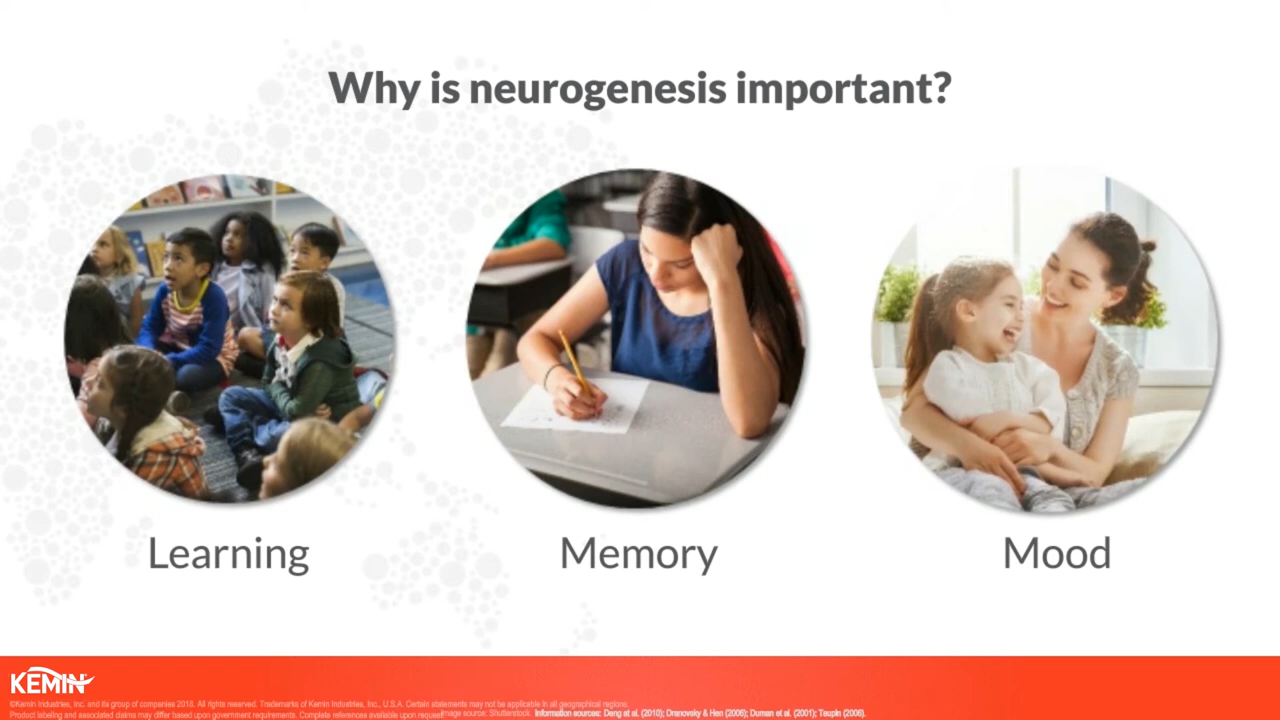 Why is neurogenesis important?
Learning
Memory
Mood
KEMIN
©Kemin Industries, Inc. and its group of companies 2018. All rights reserved. Trademarks of Kemin Industries, Inc., U.S.A. Certain statements may not be applicable in all geographical regions.
Product labeling and associated claims may differ based upon government requirements. Complete references available upon request. Image source: Shutterstock. Information sources: Deng at al. (2010); Dranovsky & Hen (2006); Duman et al. (2001); Taupin (2006).